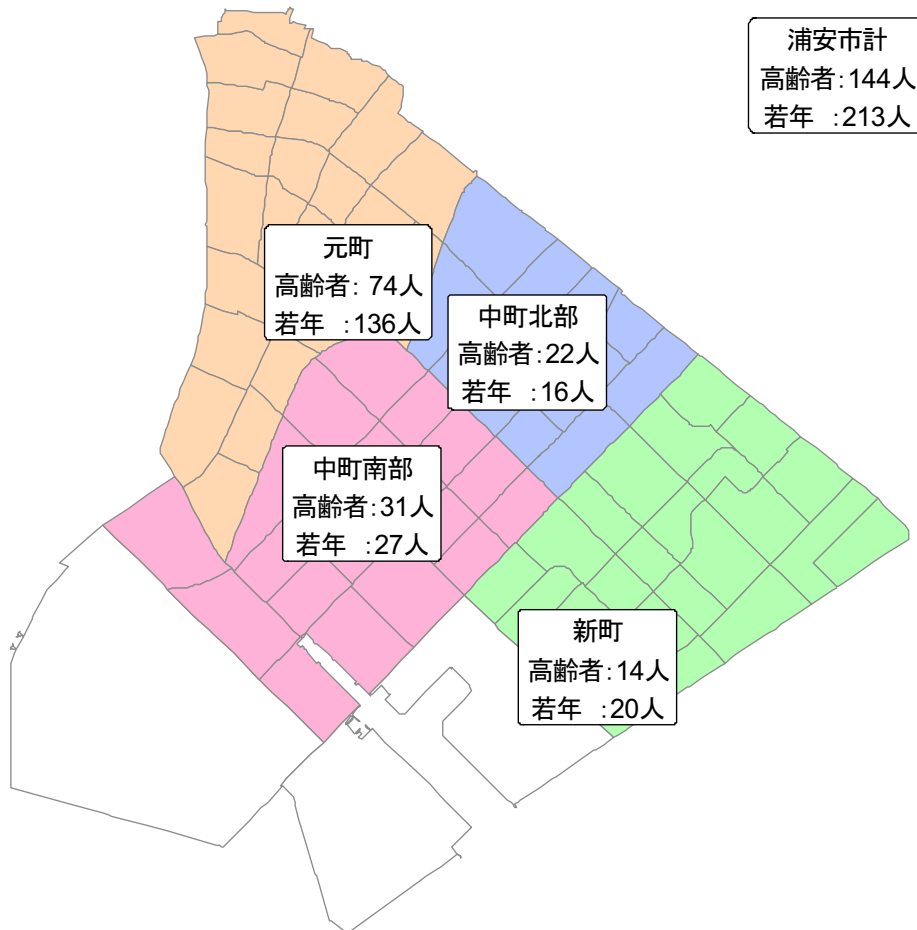 浦安市計
高齢者:144人
若年 :213人
元町
高齢者: 74人
若年 :136人
中町北部
高齢者:22人
若年 :16人
中町南部
高齢者:31人
若年 :27人
新町
高齢者:14人
若年 :20人